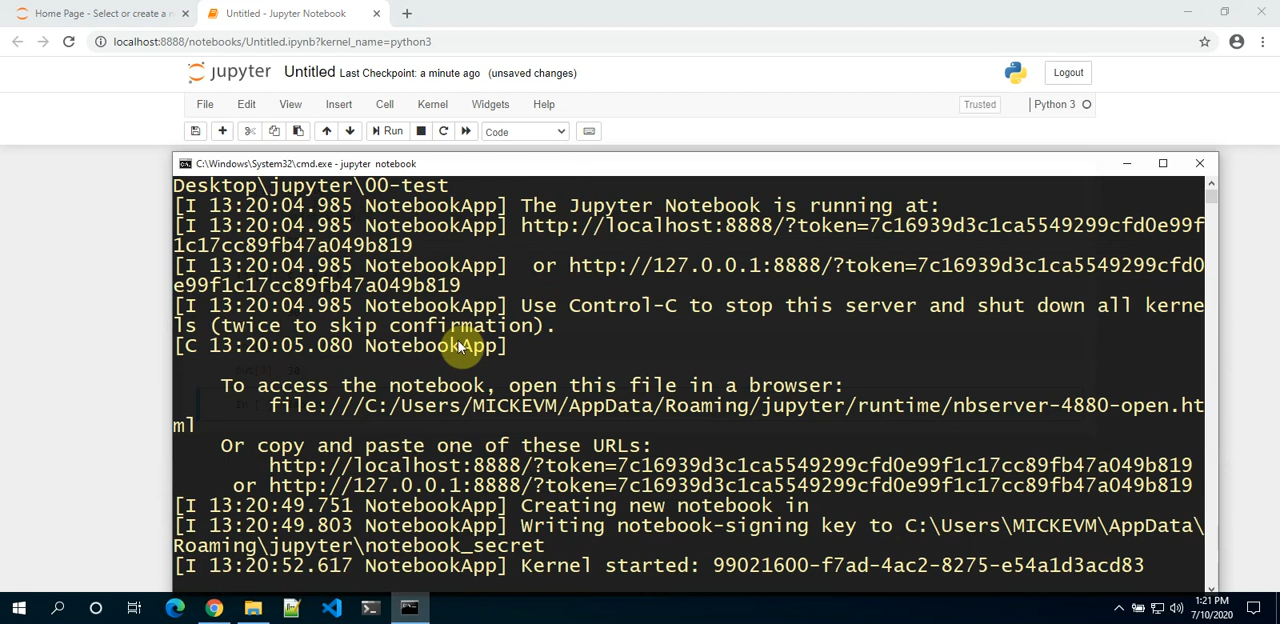 Home Page - Select or create a n
Untitled - Jupyter Notebook
localhost:8888/notebooks/Untitled.ipynb?kernel_name=python3
jupyter Untitled Last Checkpoint: a minute ago (unsaved changes)
Logout
File Edit View Insert Cell Kernel Widgets Help
Trusted
Python 3
Run
Code
C:\Windows\System32\cmd.exe - jupyter notebook
Desktop\jupyter\00-test
[I 13:20:04.985 NotebookApp] The Jupyter Notebook is running at:
[I 13:20:04.985 NotebookApp] http://localhost:8888/?token=7c16939d3c1ca5549299cfd0e99f
1c17cc89fb47a049b819
[I 13:20:04.985 NotebookApp]  or http://127.0.0.1:8888/?token=7c16939d3c1ca5549299cfd0
e99f1c17cc89fb47a049b819
[I 13:20:04.985 NotebookApp] Use Control-C to stop this server and shut down all kerne
ls (twice to skip confirmation).
[C 13:20:05.080 NotebookApp]
To access the notebook, open this file in a browser:
file:///C:/Users/MICKEVM/AppData/Roaming/jupyter/runtime/nbserver-4880-open.ht
ml
Or copy and paste one of these URLs:
http://localhost:8888/?token=7c16939d3c1ca5549299cfd0e99f1c17cc89fb47a049b819
or http://127.0.0.1:8888/?token=7c16939d3c1ca5549299cfd0e99f1c17cc89fb47a049b819
[I 13:20:49.751 NotebookApp] Creating new notebook in
[I 13:20:49.803 NotebookApp] Writing notebook-signing key to C:\Users\MICKEVM\AppData\
Roaming\jupyter\notebook_secret
[I 13:20:52.617 NotebookApp] Kernel started: 99021600-f7ad-4ac2-8275-e54a1d3acd83
1:21 PM
7/10/2020